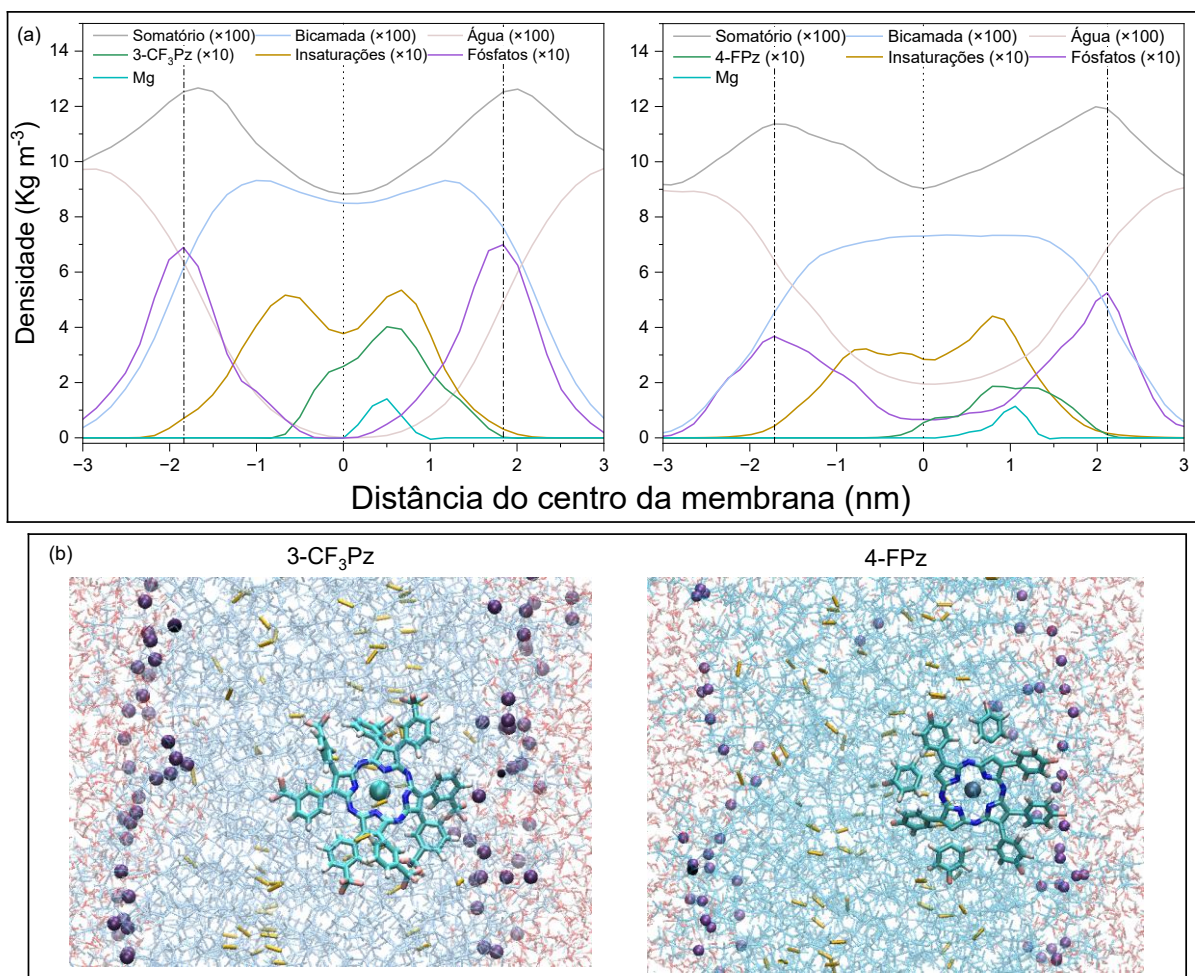 (a)
Somatório (×100) Bicamada (×100) Água (×100)
3-CF₃Pz (×10) Insaturações (×10) Fósfatos (×10)
Mg
Somatório (×100) Bicamada (×100) Água (×100)
4-FPz (×10) Insaturações (×10) Fósfatos (×10)
Mg
Densidade (Kg m⁻³)
14
12
10
8
6
4
2
0
−3 −2 −1 0 1 2 3
14
12
10
8
6
4
2
0
−3 −2 −1 0 1 2 3
Distância do centro da membrana (nm)
(b)
3-CF₃Pz 4-FPz